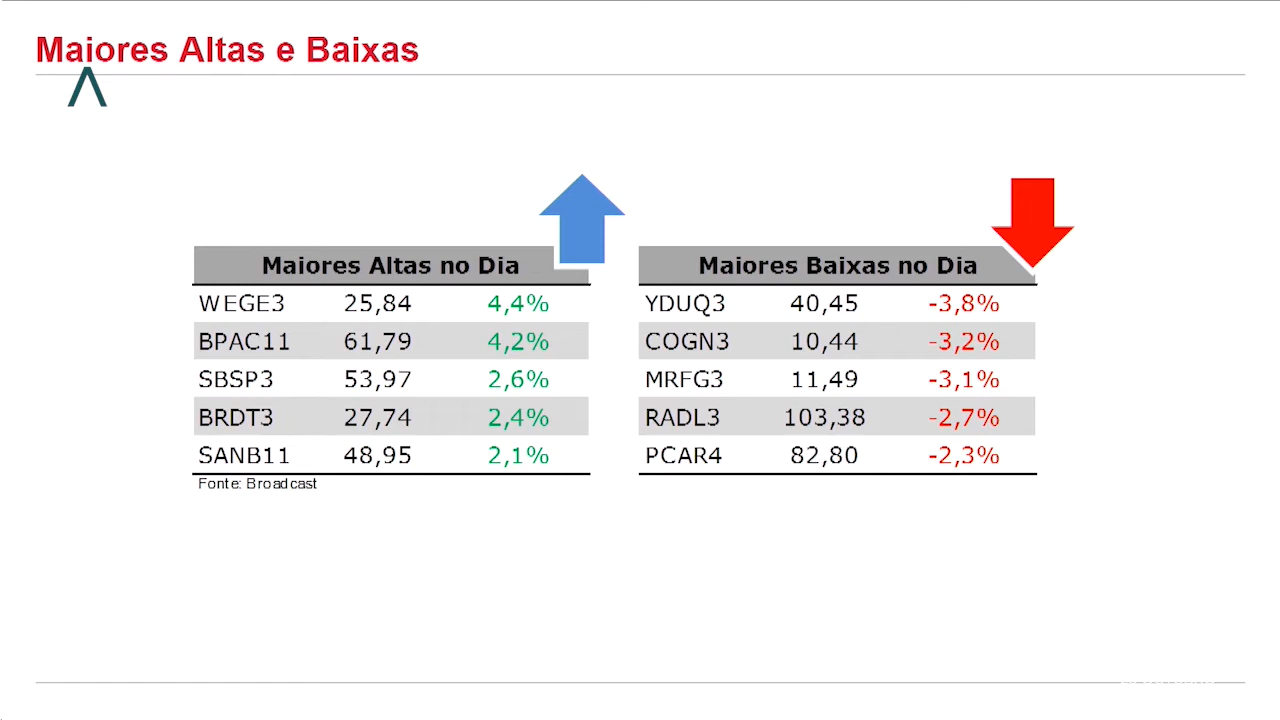 Maiores Altas e Baixas
Maiores Altas no Dia
WEGE3 25,84 4,4%
BPAC11 61,79 4,2%
SBSP3 53,97 2,6%
BRDT3 27,74 2,4%
SANB11 48,95 2,1%
Fonte: Broadcast
Maiores Baixas no Dia
YDUQ3 40,45 -3,8%
COGN3 10,44 -3,2%
MRFG3 11,49 -3,1%
RADL3 103,38 -2,7%
PCAR4 82,80 -2,3%